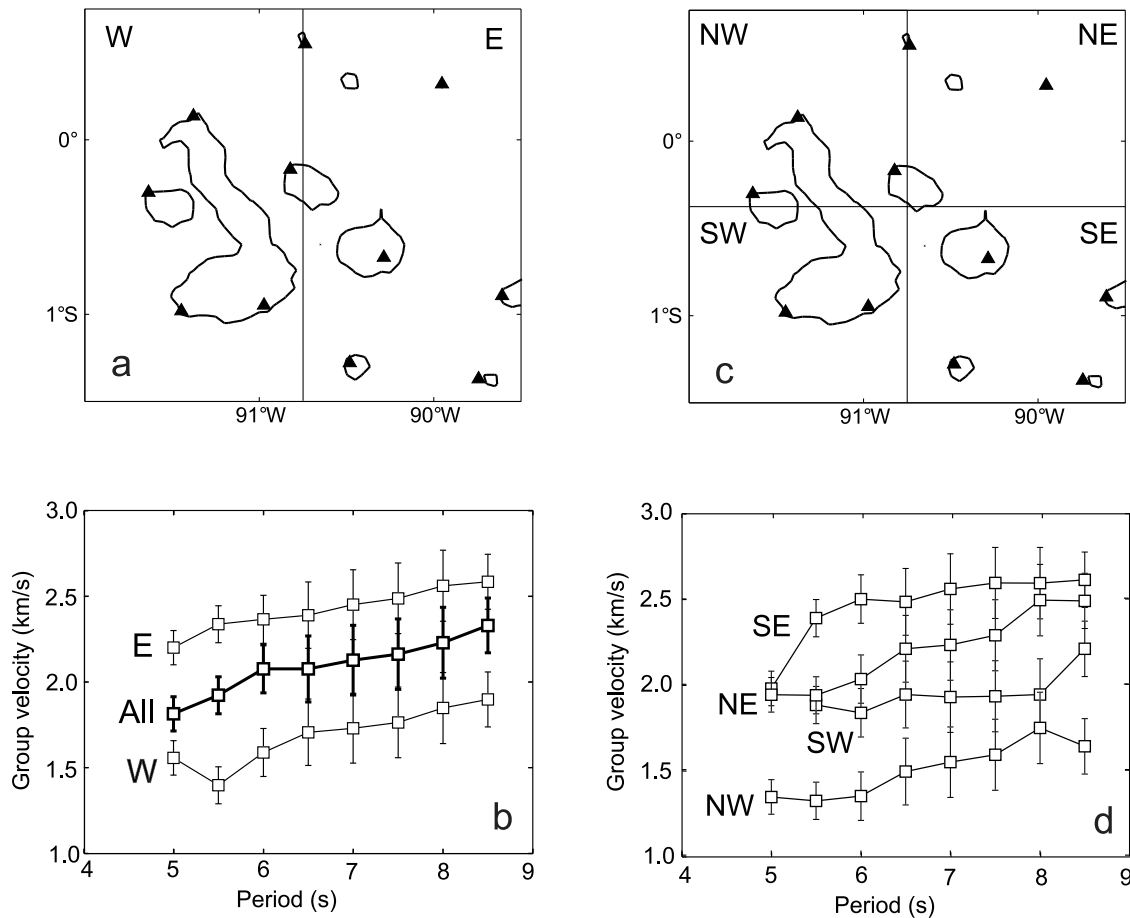 W E
0°
1°S
a
91°W 90°W
NW NE
0°
SW SE
1°S
c
91°W 90°W
Group velocity (km/s)
3.0
2.5
2.0
1.5
1.0
E
All
W
b
4 5 6 7 8 9
Period (s)
Group velocity (km/s)
3.0
2.5
2.0
1.5
1.0
SE
NE
SW
NW
d
4 5 6 7 8 9
Period (s)